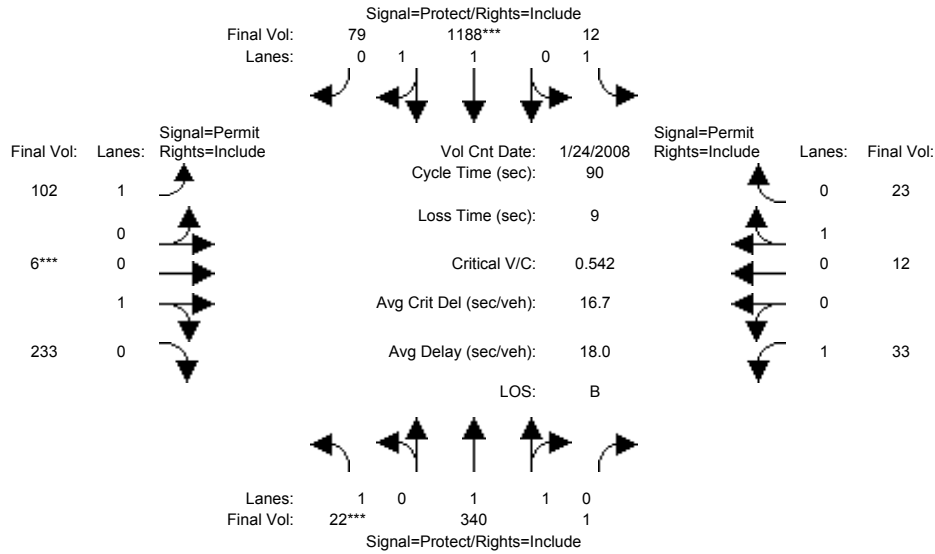 Signal=Protect/Rights=Include
Final Vol: 79 1188*** 12
Lanes: 0 1 1 0 1
Signal=Permit Signal=Permit
Final Vol: Lanes: Rights=Include Vol Cnt Date: 1/24/2008 Rights=Include Lanes: Final Vol:
Cycle Time (sec): 90
102 1 0 23
Loss Time (sec): 9
0 1
6*** 0 Critical V/C: 0.542 0 12
1 Avg Crit Del (sec/veh): 16.7 0
233 0 Avg Delay (sec/veh): 18.0 1 33
LOS: B
Lanes: 1 0 1 1 0
Final Vol: 22*** 340 1
Signal=Protect/Rights=Include